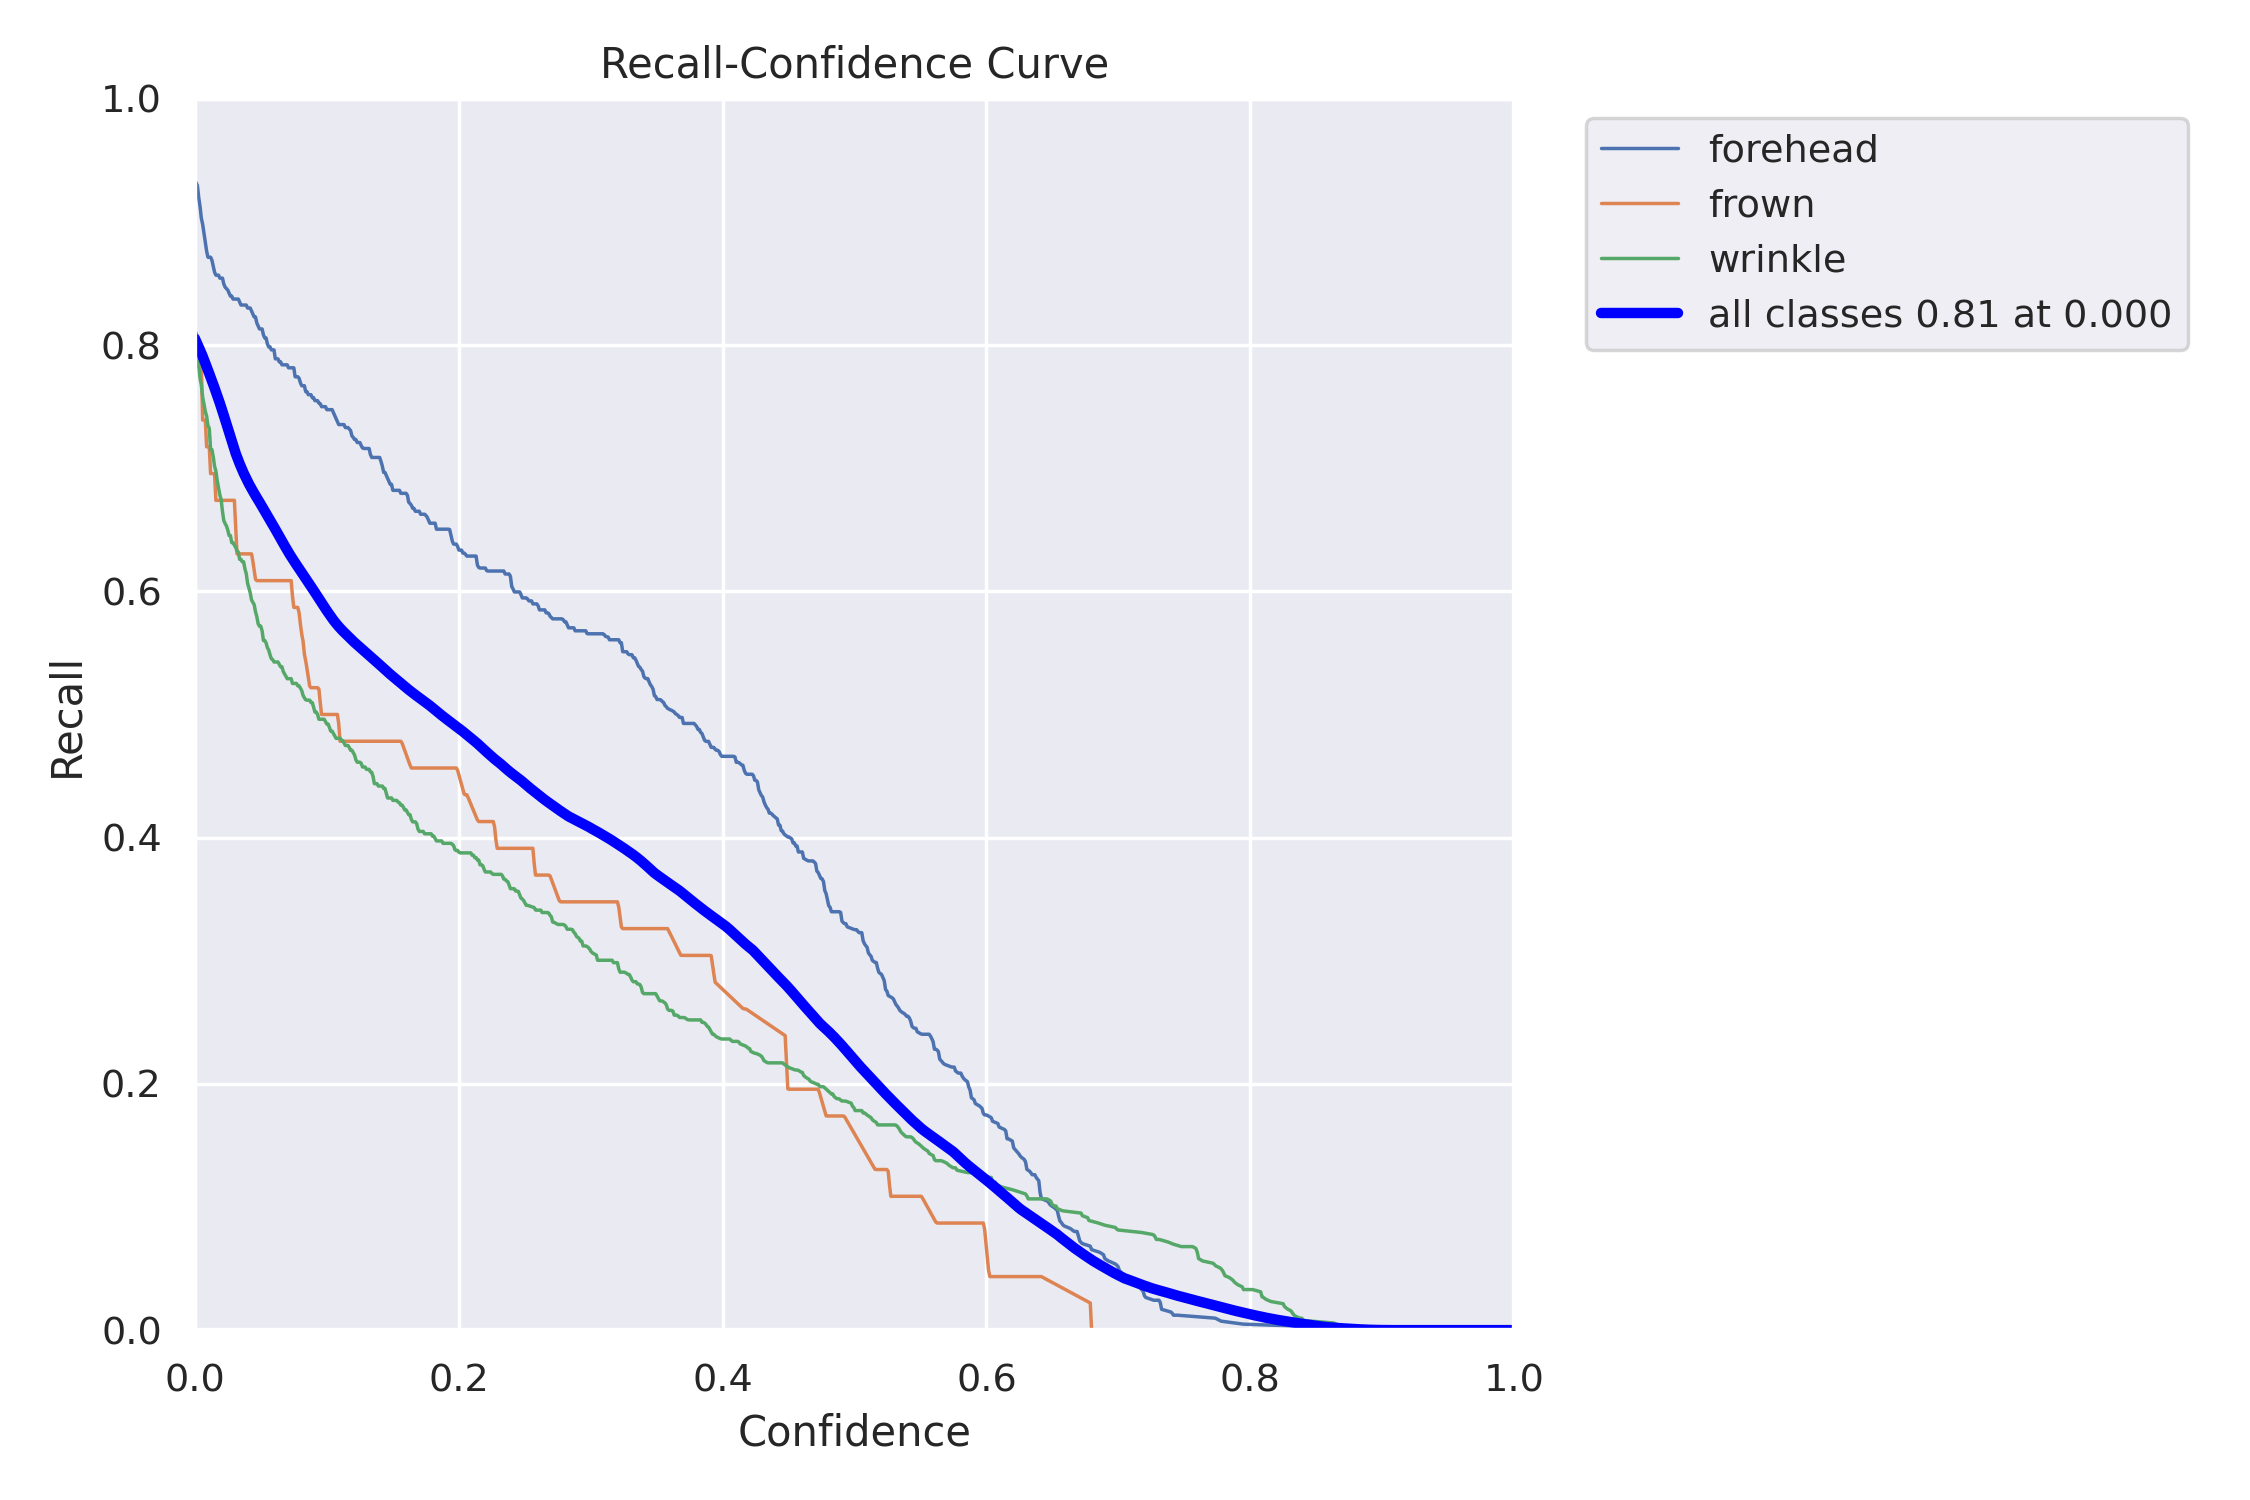 Recall-Confidence Curve
1.0
0.8
0.6
0.4
0.2
0.0
Recall
0.0 0.2 0.4 0.6 0.8 1.0
Confidence
forehead
frown
wrinkle
all classes 0.81 at 0.000